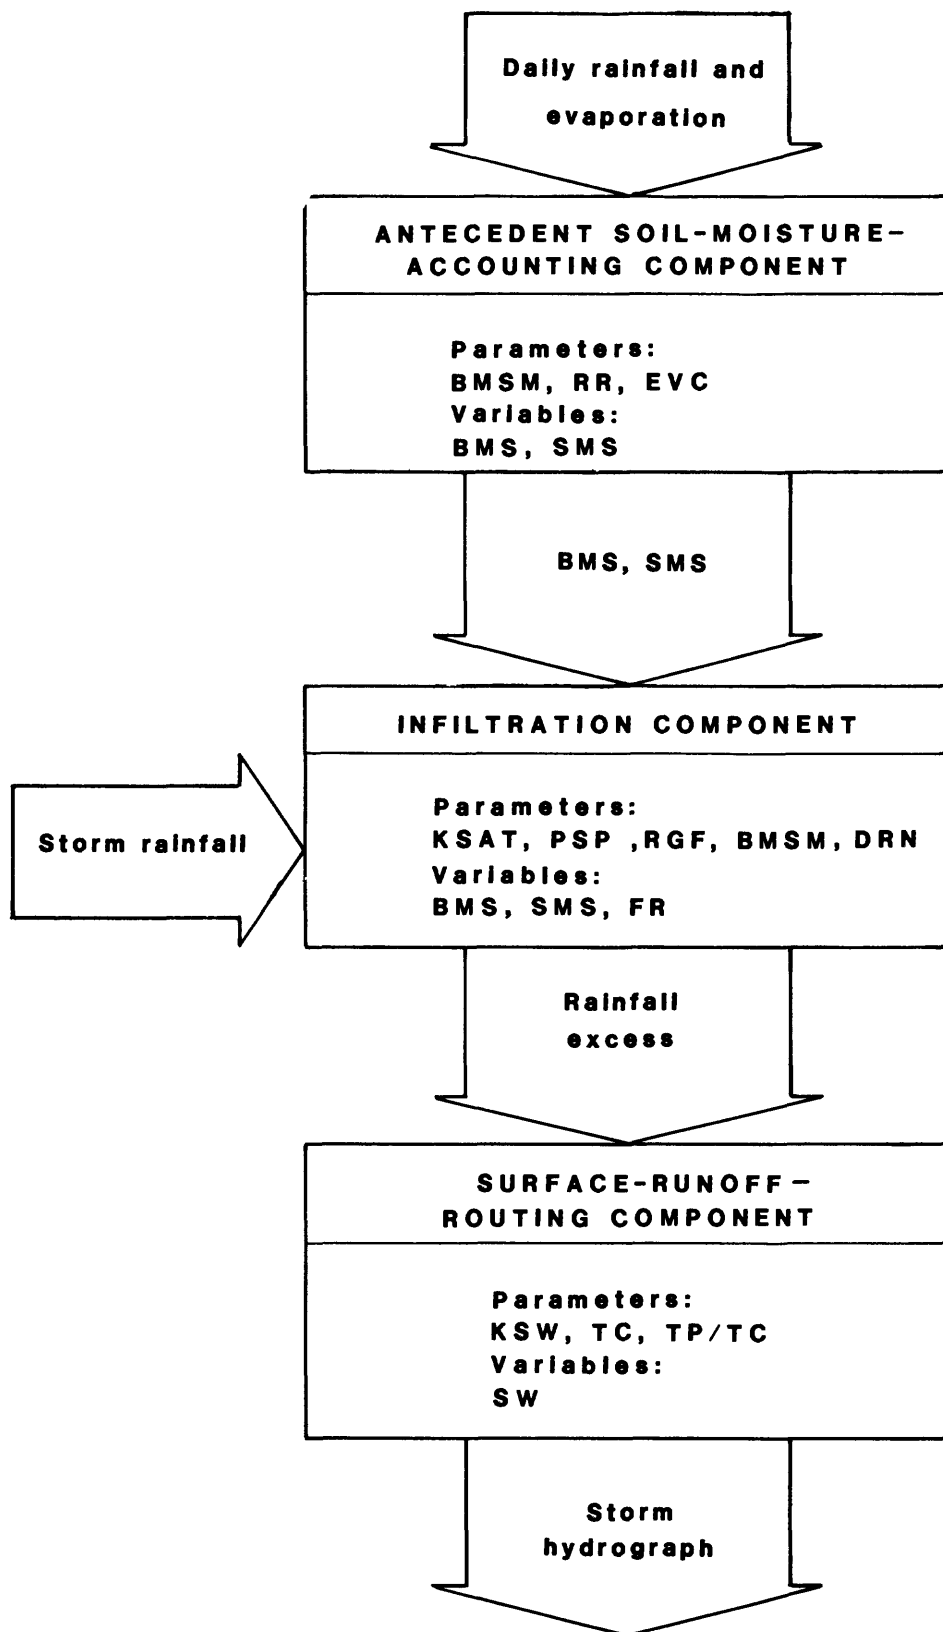 Daily rainfall and
evaporation
ANTECEDENT SOIL-MOISTURE-
ACCOUNTING COMPONENT
Parameters:
BMSM, RR, EVC
Variables:
BMS, SMS
BMS, SMS
INFILTRATION COMPONENT
Storm rainfall
Parameters:
KSAT, PSP ,RGF, BMSM, DRN
Variables:
BMS, SMS, FR
Rainfall
excess
SURFACE-RUNOFF-
ROUTING COMPONENT
Parameters:
KSW, TC, TP/TC
Variables:
SW
Storm
hydrograph